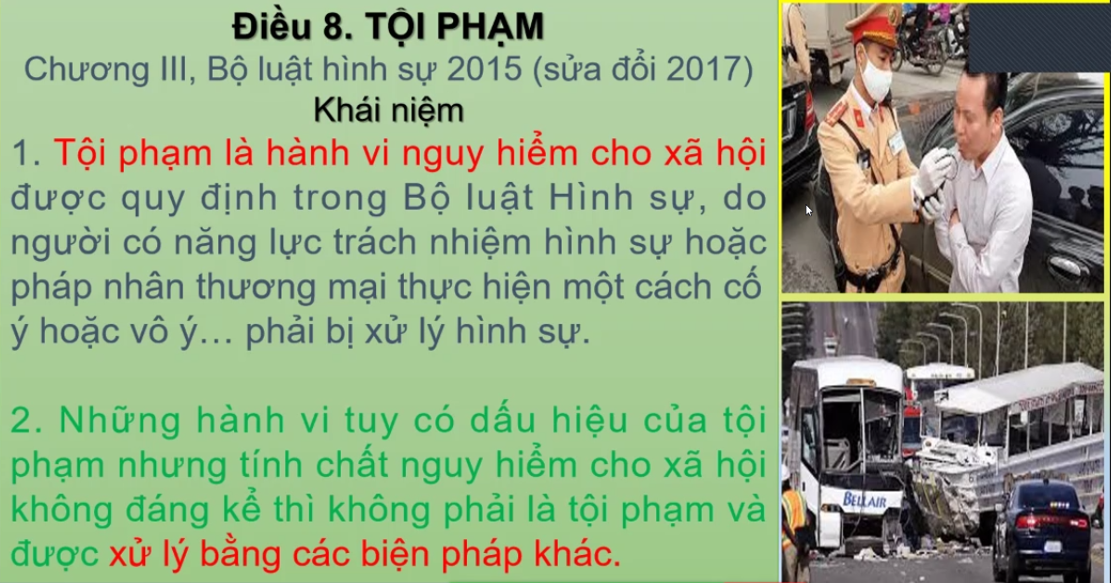 Điều 8. TỘI PHẠM
Chương III, Bộ luật hình sự 2015 (sửa đổi 2017)
Khái niệm
1. Tội phạm là hành vi nguy hiểm cho xã hội
được quy định trong Bộ luật Hình sự, do
người có năng lực trách nhiệm hình sự hoặc
pháp nhân thương mại thực hiện một cách cố
ý hoặc vô ý… phải bị xử lý hình sự.
2. Những hành vi tuy có dấu hiệu của tội
phạm nhưng tính chất nguy hiểm cho xã hội
không đáng kể thì không phải là tội phạm và
được xử lý bằng các biện pháp khác.
BELLAIR